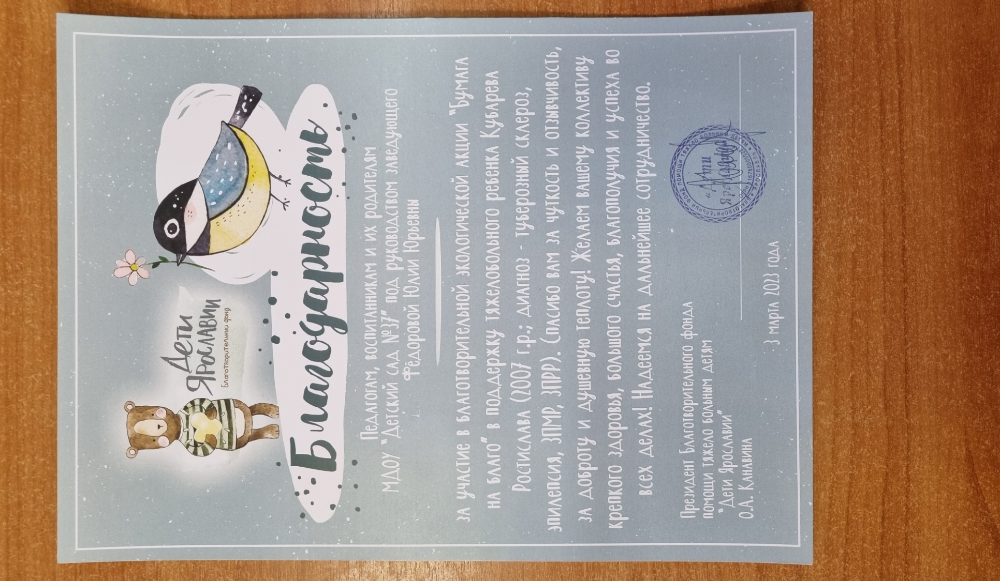 Дети
Ярославии
Благотворительный фонд
Благодарность
Педагогам, воспитанникам и их родителям
МДОУ "Детский сад №37" под руководством заведующего
Фёдоровой Юлии Юрьевны
за участие в благотворительной экологической акции "Бумага
на благо" в поддержку тяжелобольного ребенка Кубарева
Ростислава (2007 г.р.; диагноз - туберозный склероз,
эпилепсия, ЗПМР, ЗПРР). Спасибо вам за чуткость и отзывчивость,
за доброту и душевную теплоту! Желаем вашему коллективу
крепкого здоровья, большого счастья, благополучия и успеха во
всех делах! Надеемся на дальнейшее сотрудничество.
Президент Благотворительного фонда
помощи тяжело больным детям
"Дети Ярославии"
О.А. Канавина
БЛАГОТВОРИТЕЛЬНЫЙ ФОНД ПОМОЩИ ТЯЖЕЛО БОЛЬНЫМ ДЕТЯМ
ЯРОСЛАВЛЬ
ОГРН
«Дети
3 марта 2023 года